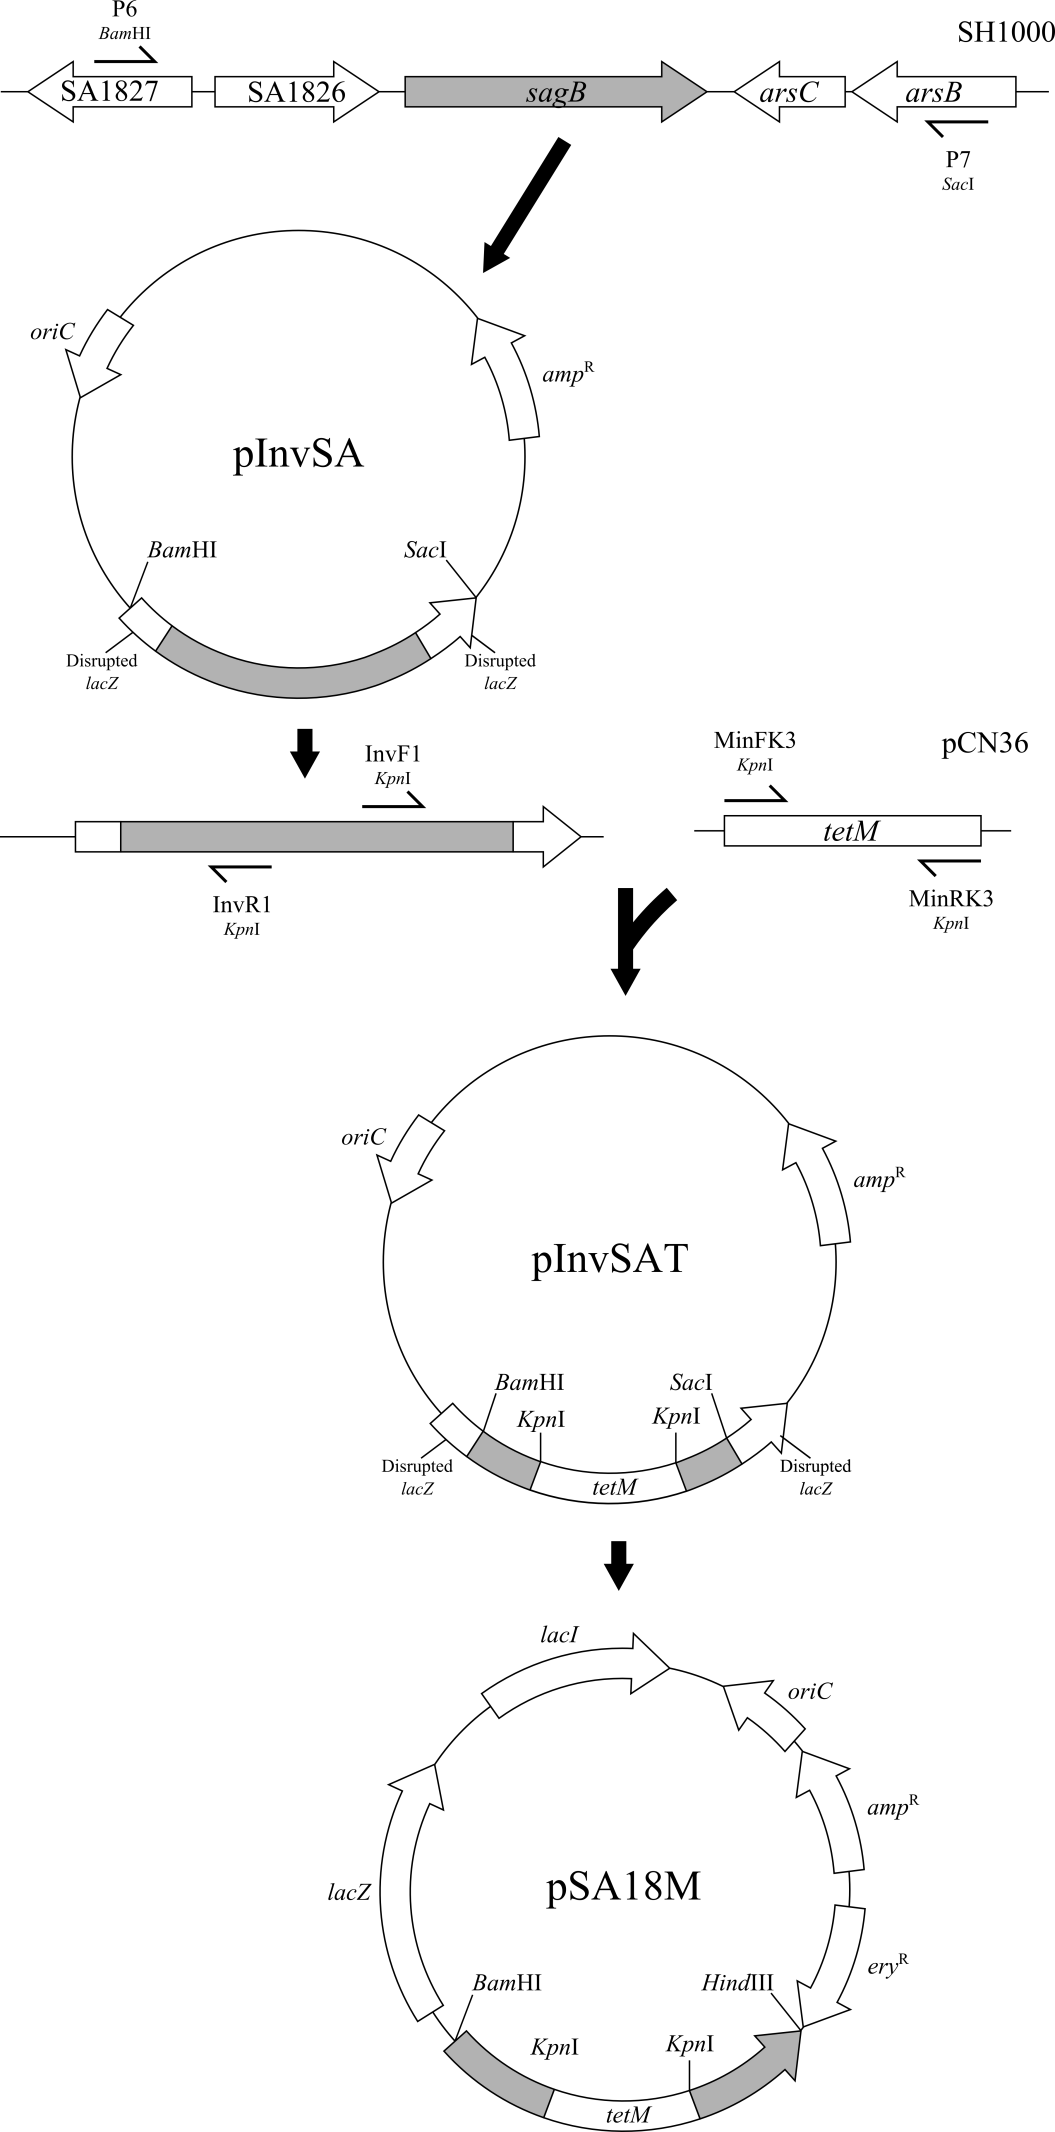 P6
BamHI
SH1000
SA1827
SA1826
sagB
arsC
arsB
P7
SacI
oriC
ampR
pInvSA
BamHI
SacI
Disrupted
lacZ
Disrupted
lacZ
InvF1
KpnI
MinFK3
KpnI
pCN36
tetM
InvR1
KpnI
MinRK3
KpnI
oriC
ampR
pInvSAT
BamHI
SacI
KpnI
KpnI
Disrupted
lacZ
tetM
Disrupted
lacZ
lacI
oriC
ampR
lacZ
pSA18M
eryR
BamHI
HindIII
KpnI
KpnI
tetM